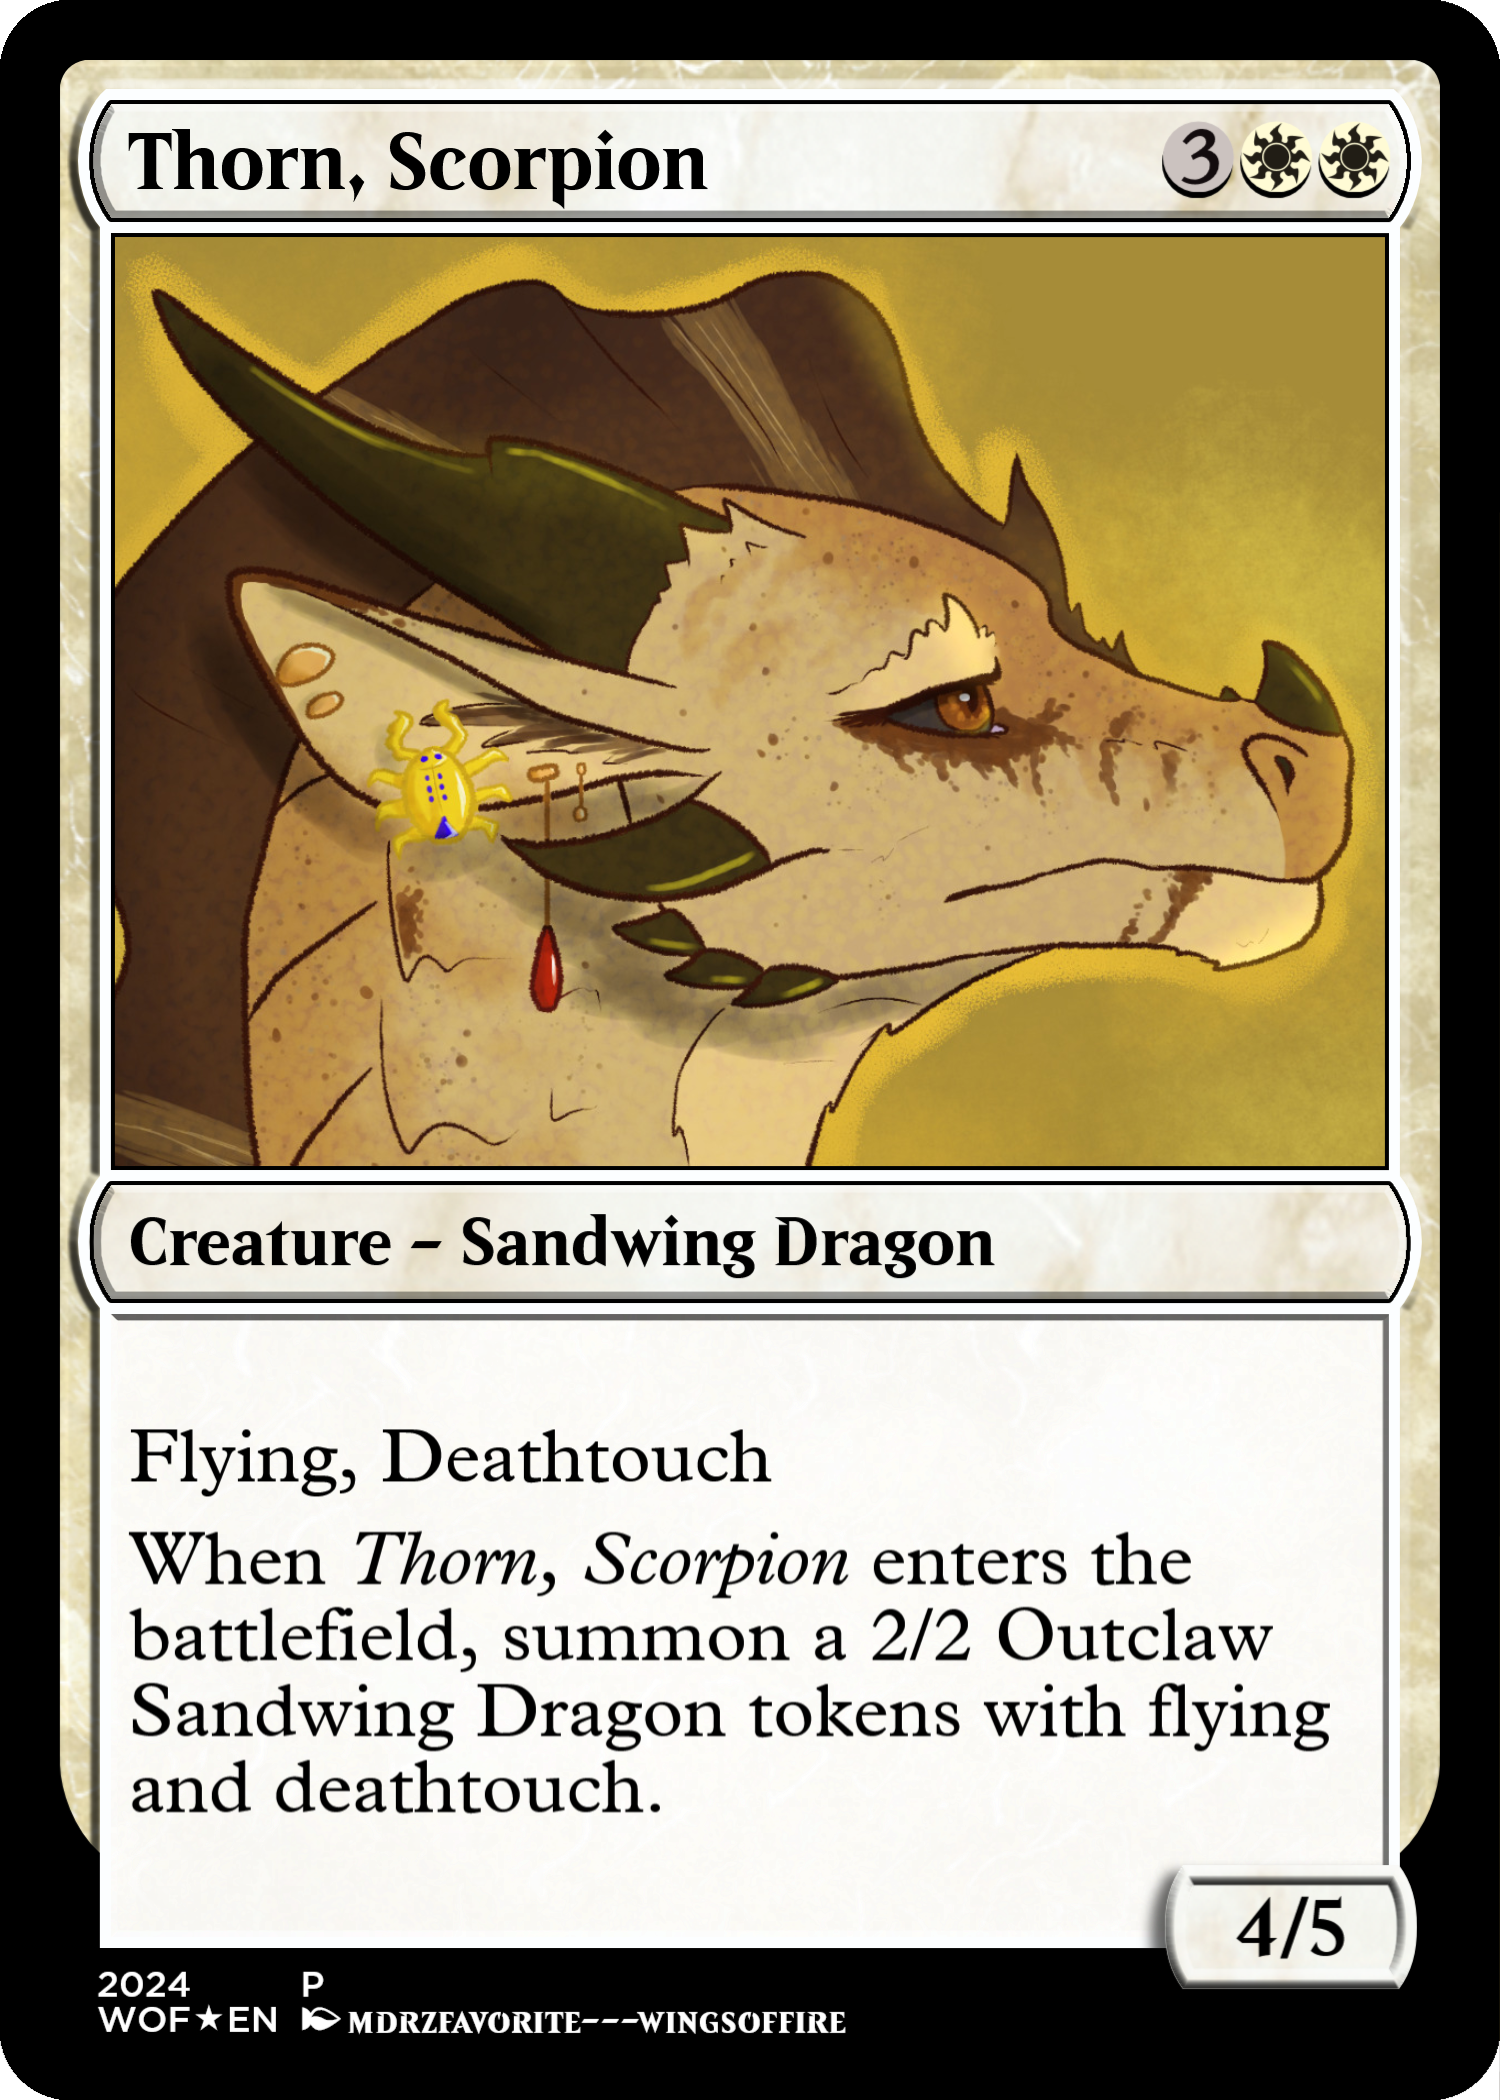 Thorn, Scorpion 3
Creature – Sandwing Dragon
Flying, Deathtouch
When Thorn, Scorpion enters the
battlefield, summon a 2/2 Outclaw
Sandwing Dragon tokens with flying
and deathtouch.
4/5
2024 P
WOF★EN MDRZFAVORITE---WINGSOFFIRE